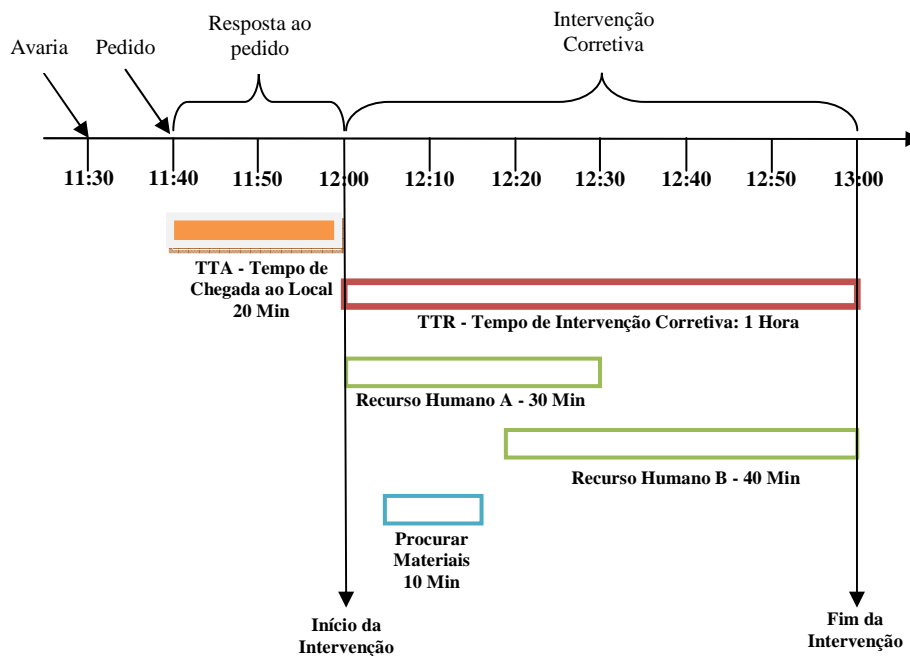 Resposta ao
pedido
Intervenção
Corretiva
Avaria
Pedido
11:30
11:40
11:50
12:00
12:10
12:20
12:30
12:40
12:50
13:00
TTA - Tempo de
Chegada ao Local
20 Min
TTR - Tempo de Intervenção Corretiva: 1 Hora
Recurso Humano A - 30 Min
Recurso Humano B - 40 Min
Procurar
Materiais
10 Min
Início da
Intervenção
Fim da
Intervenção